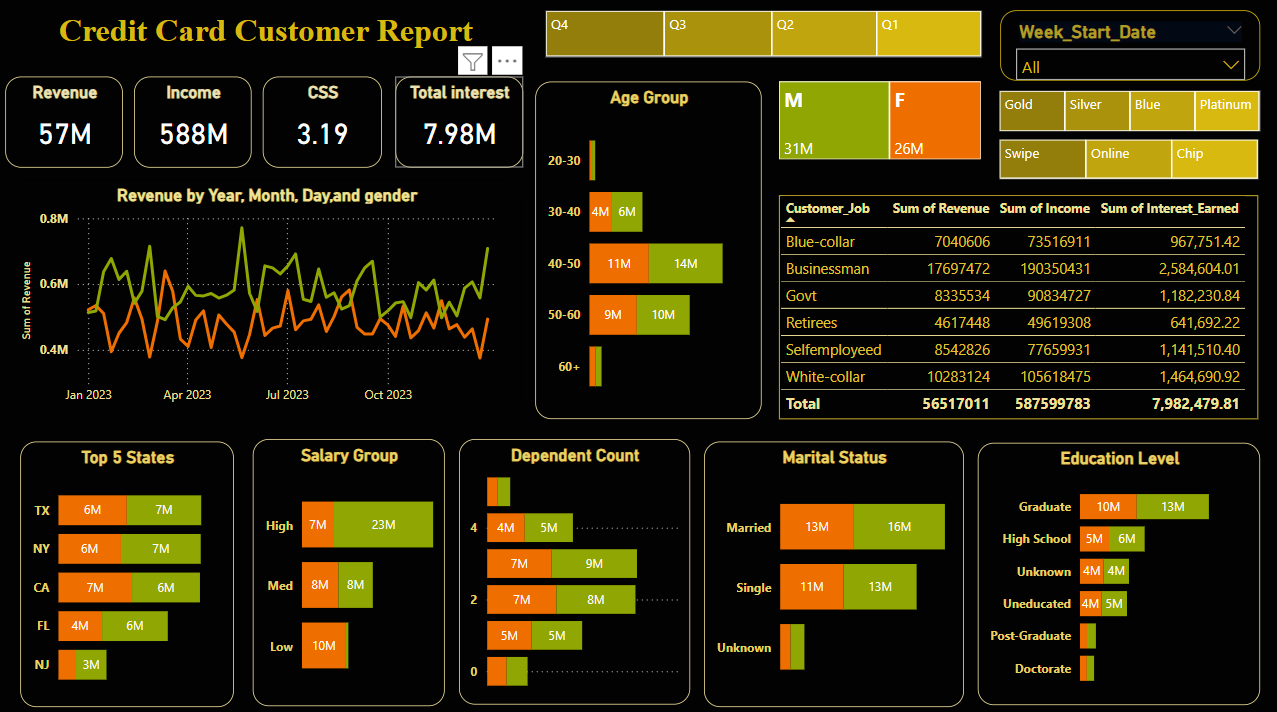 Credit Card Customer Report
Q4
Q3
Q2
Q1
Week_Start_Date
All
Revenue
57M
Income
588M
CSS
3.19
Total interest
7.98M
Gold
Silver
Blue
Platinum
Swipe
Online
Chip
M
31M
F
26M
Age Group
20-30
30-40 4M 6M
40-50 11M 14M
50-60 9M 10M
60+
Revenue by Year, Month, Day,and gender
Sum of Revenue
0.8M
0.6M
0.4M
Jan 2023 Apr 2023 Jul 2023 Oct 2023
Customer_Job Sum of Revenue Sum of Income Sum of Interest_Earned
Blue-collar 7040606 73516911 967,751.42
Businessman 17697472 190350431 2,584,604.01
Govt 8335534 90834727 1,182,230.84
Retirees 4617448 49619308 641,692.22
Selfemployeed 8542826 77659931 1,141,510.40
White-collar 10283124 105618475 1,464,690.92
Total 56517011 587599783 7,982,479.81
Top 5 States
TX 6M 7M
NY 6M 7M
CA 7M 6M
FL 4M 6M
NJ 3M
Salary Group
High 7M 23M
Med 8M 8M
Low 10M
Dependent Count
4 4M 5M
7M 9M
2 7M 8M
5M 5M
0
Marital Status
Married 13M 16M
Single 11M 13M
Unknown
Education Level
Graduate 10M 13M
High School 5M 6M
Unknown 4M 4M
Uneducated 4M 5M
Post-Graduate
Doctorate